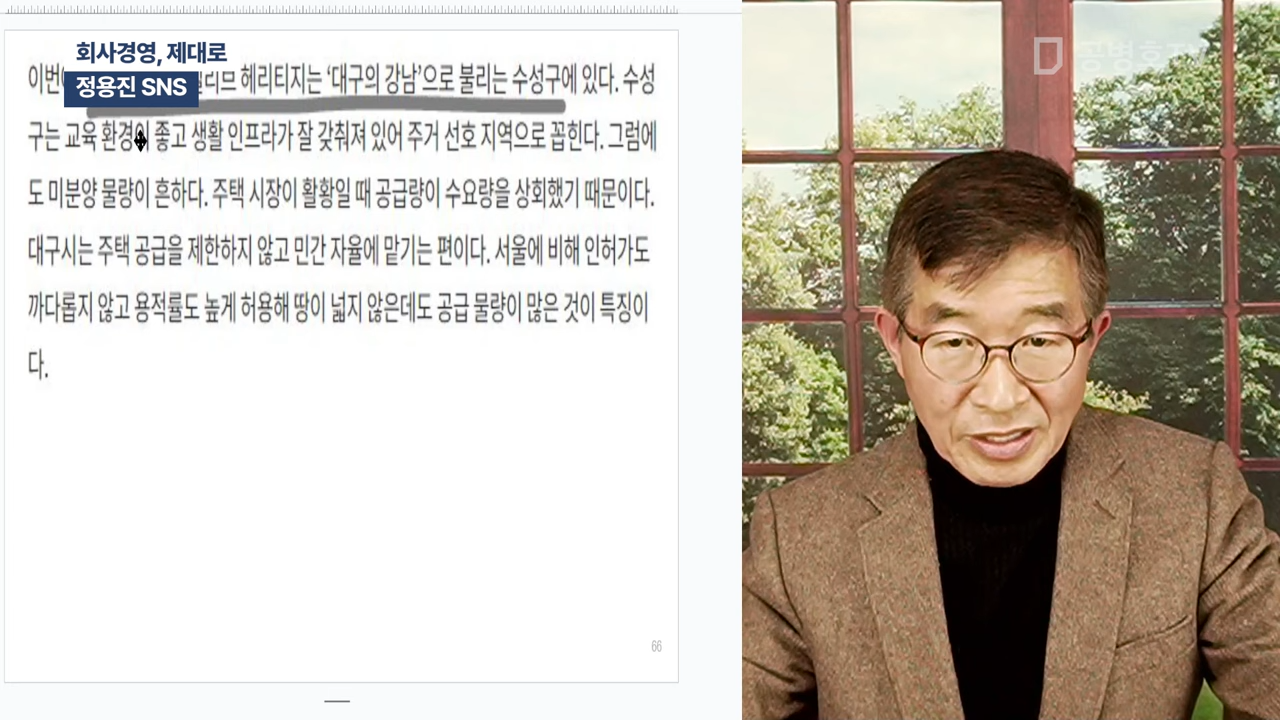 회사경영, 제대로
정용진 SNS
헤리티지는 ‘대구의 강남’으로 불리는 수성구에 있다. 수성
구는 교육 환경이 좋고 생활 인프라가 잘 갖춰져 있어 주거 선호 지역으로 꼽힌다. 그럼에
도 미분양 물량이 흔하다. 주택 시장이 활황일 때 공급량이 수요량을 상회했기 때문이다.
대구시는 주택 공급을 제한하지 않고 민간 자율에 맡기는 편이다. 서울에 비해 인허가도
까다롭지 않고 용적률도 높게 허용해 땅이 넓지 않은데도 공급 물량이 많은 것이 특징이
다.
66